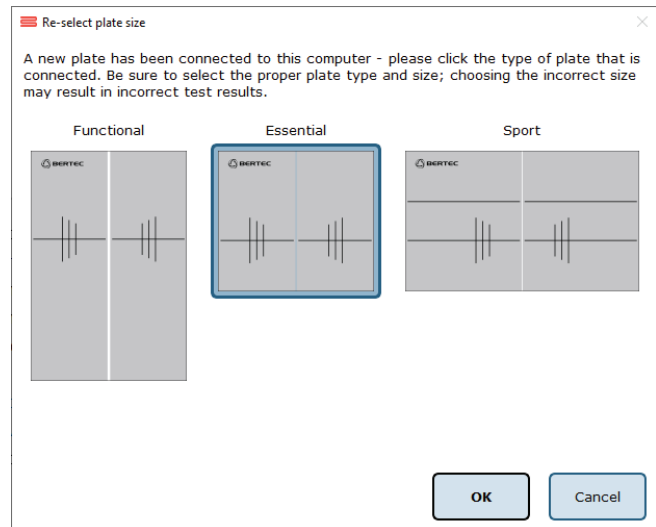 Re-select plate size
A new plate has been connected to this computer - please click the type of plate that is
connected. Be sure to select the proper plate type and size; choosing the incorrect size
may result in incorrect test results.
Functional
Essential
Sport
BERTEC
BERTEC
BERTEC
OK
Cancel